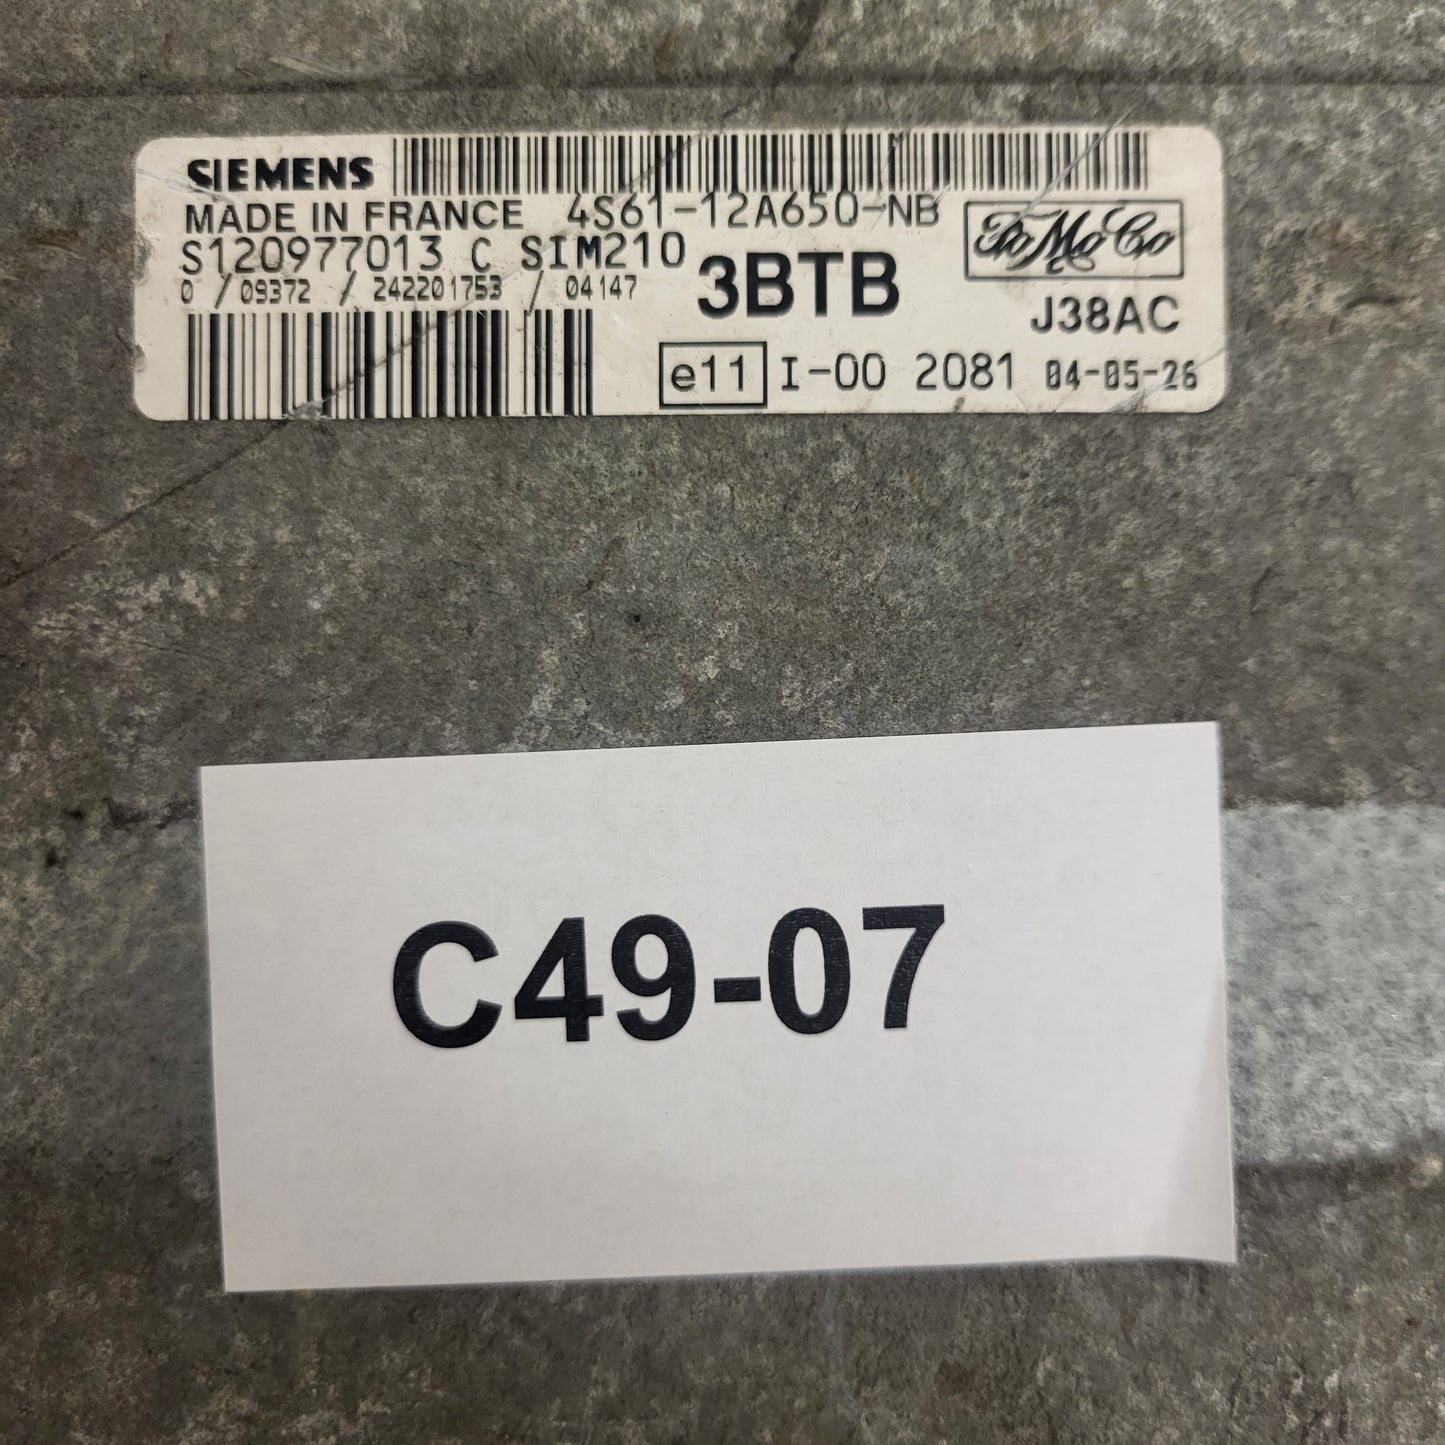 SIEMENS
MADE IN FRANCE 4S61-12A650-NB
FoMoCo
S120977013 C SIM210
3BTB
0 / 09372 / 242201753 / 04147
J38AC
e11 I-00 2081 04-05-26
C49-07